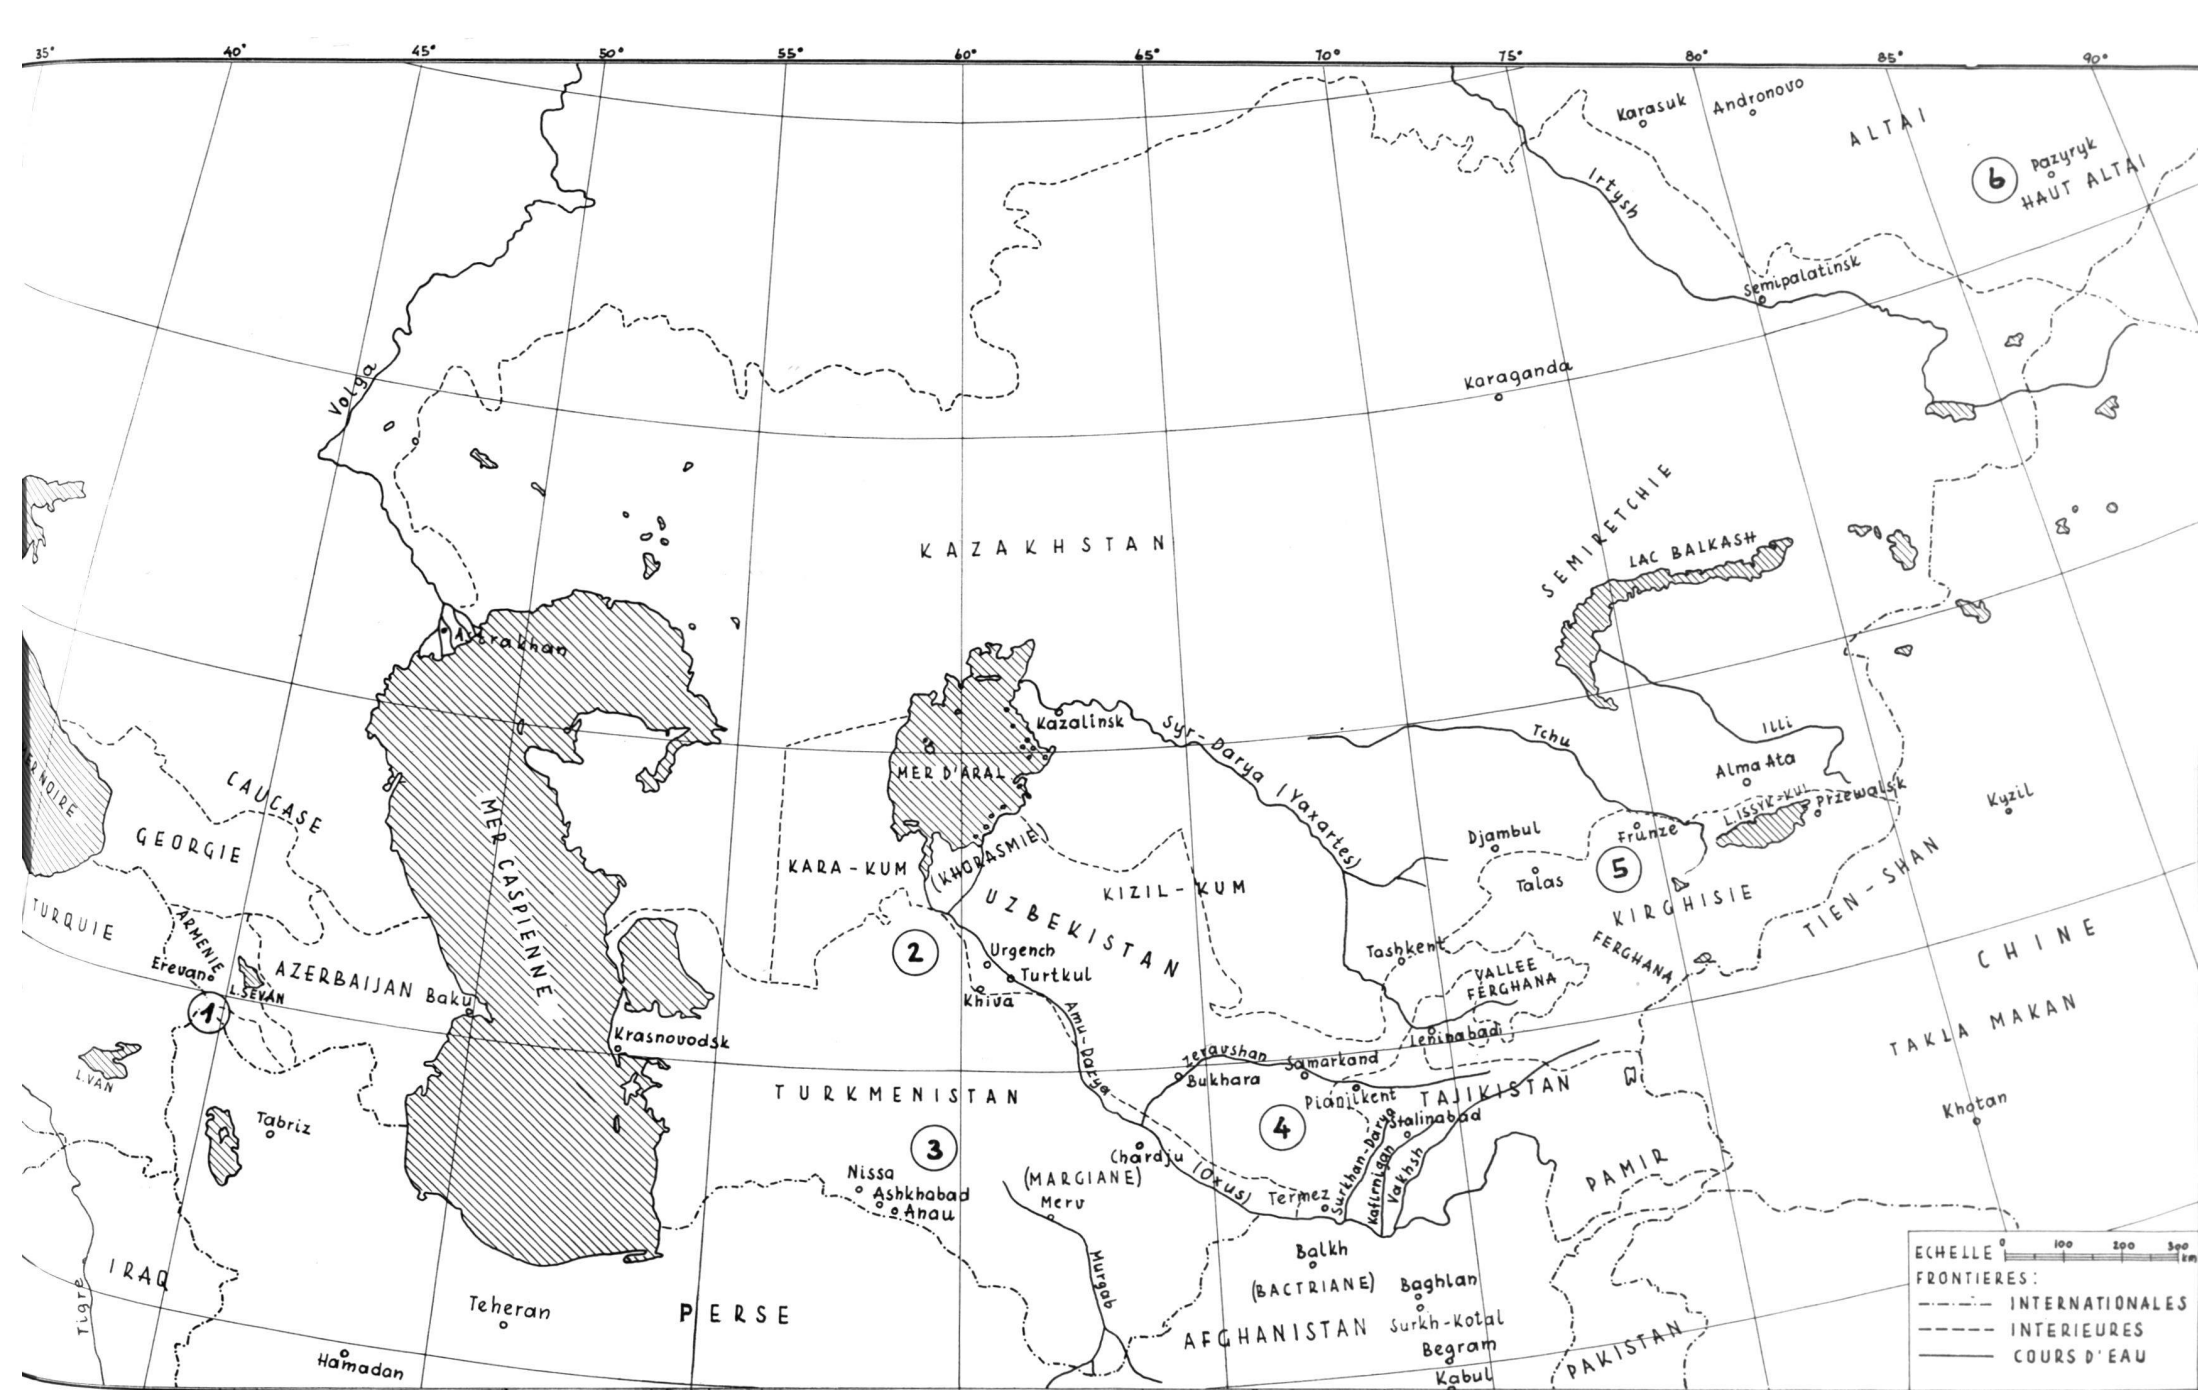 35° 40° 45° 50° 55° 60° 65° 70° 75° 80° 85° 90°
Karasuk Andronovo
ALTAI
6 Pazyryk
HAUT ALTAI
Irtysh
Semipalatinsk
Volga
Karaganda
KAZAKHSTAN
SEMIRETCHIE
LAC BALKASH
Astrakhan
Kazalinsk
Syr-Darya (Yaxartes)
Tchu
Illi
Alma Ata
MER D'ARAL
CAUCASE
MER CASPIENNE
L.ISSYK-KUL
Przewalsk
Kyzil
NOIRE
GEORGIE
KARA-KUM
(KHORASMIE)
KIZIL-KUM
Djambul
Frunze
Talas
5
KIRGHISIE
TIEN-SHAN
TURQUIE
ARMENIE
UZBEKISTAN
2
Urgench
Turtkul
Khiva
Tashkent
VALLEE
FERGHANA
FERGHANA
CHINE
Erevan
L.SEVAN
AZERBAIJAN
Baku
1
Krasnovodsk
Amu-Darya
(Oxus)
Leninabad
TAKLA MAKAN
L.VAN
Zeravshan
Samarkand
Bukhara
TURKMENISTAN
Pianjikent
TAJIKISTAN
Stalinabad
Khotan
Tabriz
4
3
Chardju
Surkhan-Darya
Kafirnigan
Vakhsh
PAMIR
Nissa
Ashkhabad
Anau
(MARGIANE)
Merv
Termez
Murgab
Balkh
(BACTRIANE)
Baghlan
Surkh-Kotal
AFGHANISTAN
Begram
Kabul
PAKISTAN
IRAQ
Tigre
Teheran
PERSE
Hamadan
ECHELLE 0 100 200 300 km
FRONTIERES:
INTERNATIONALES
INTERIEURES
COURS D'EAU